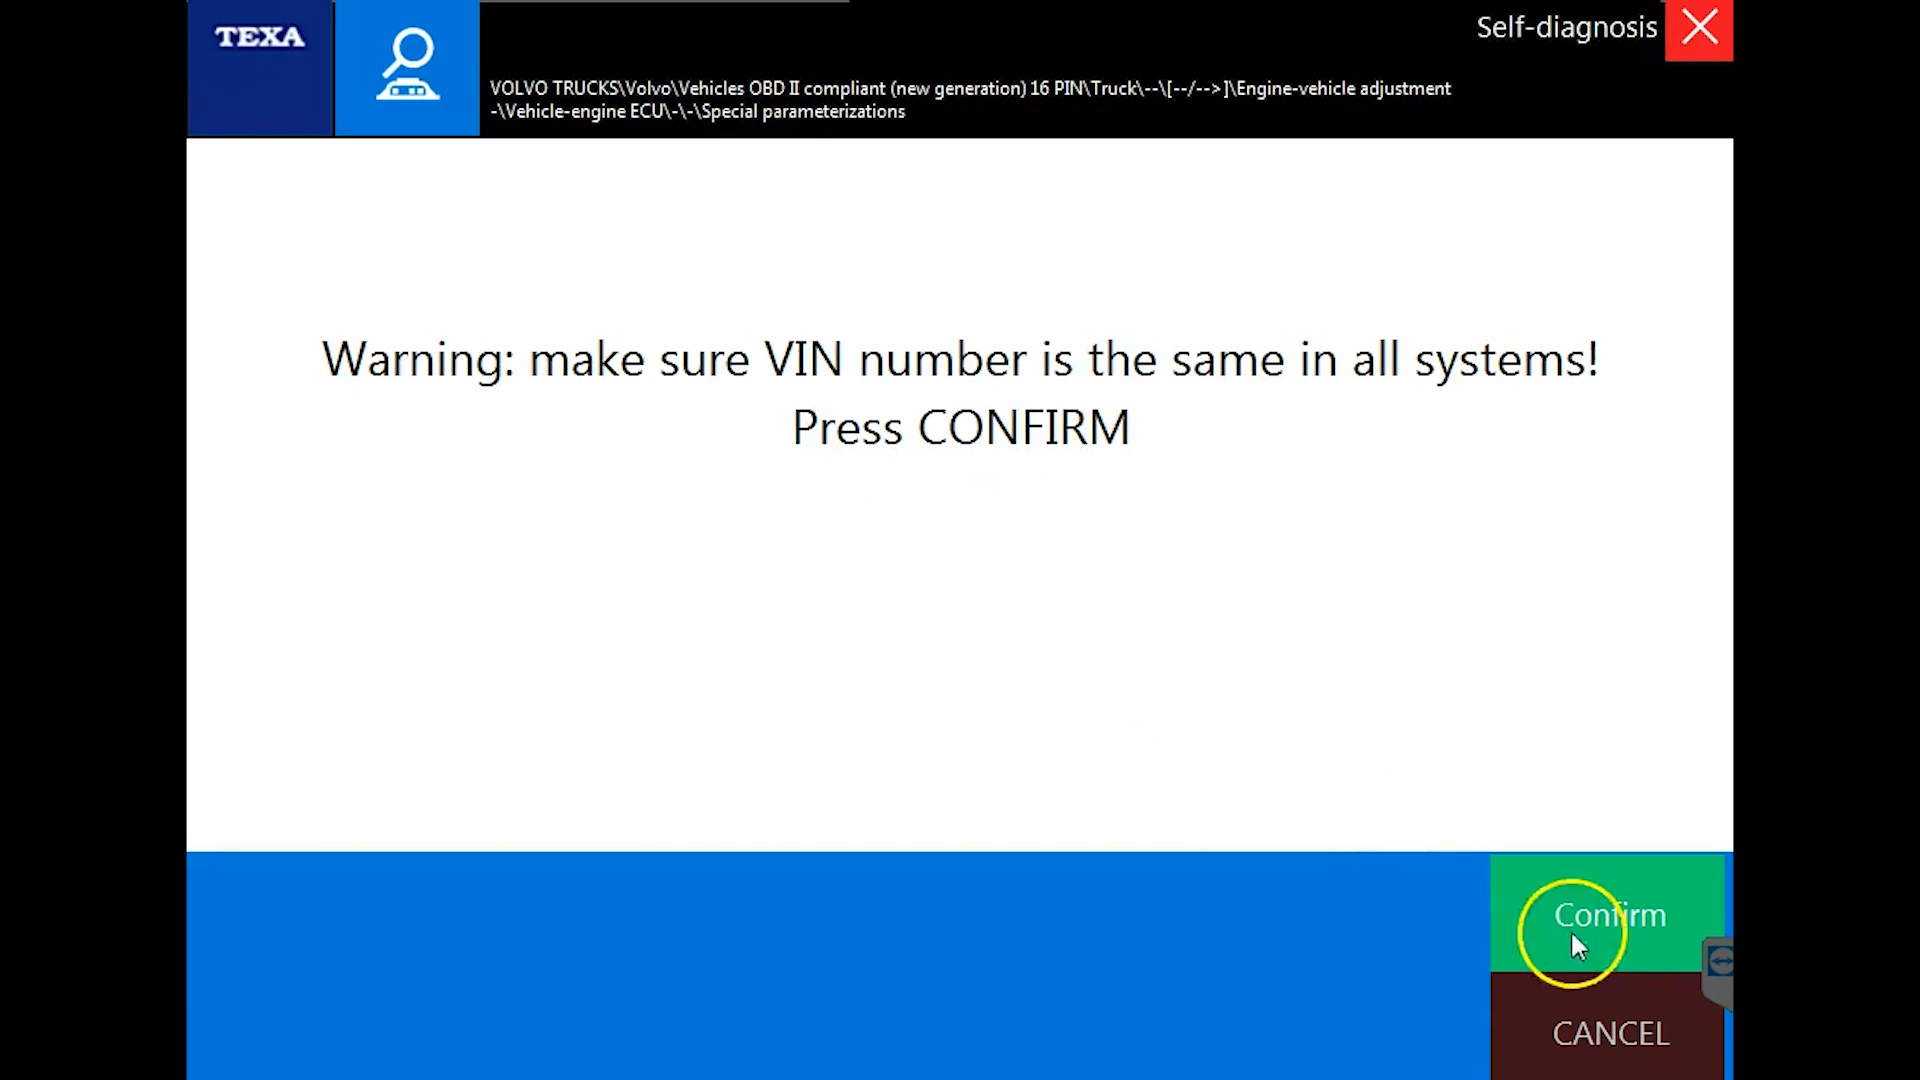 TEXA
Self-diagnosis
VOLVO TRUCKS\Volvo\Vehicles OBD II compliant (new generation) 16 PIN\Truck\--\[--/-->]\Engine-vehicle adjustment
-\Vehicle-engine ECU\-\-\Special parameterizations
Warning: make sure VIN number is the same in all systems!
Press CONFIRM
Confirm
CANCEL